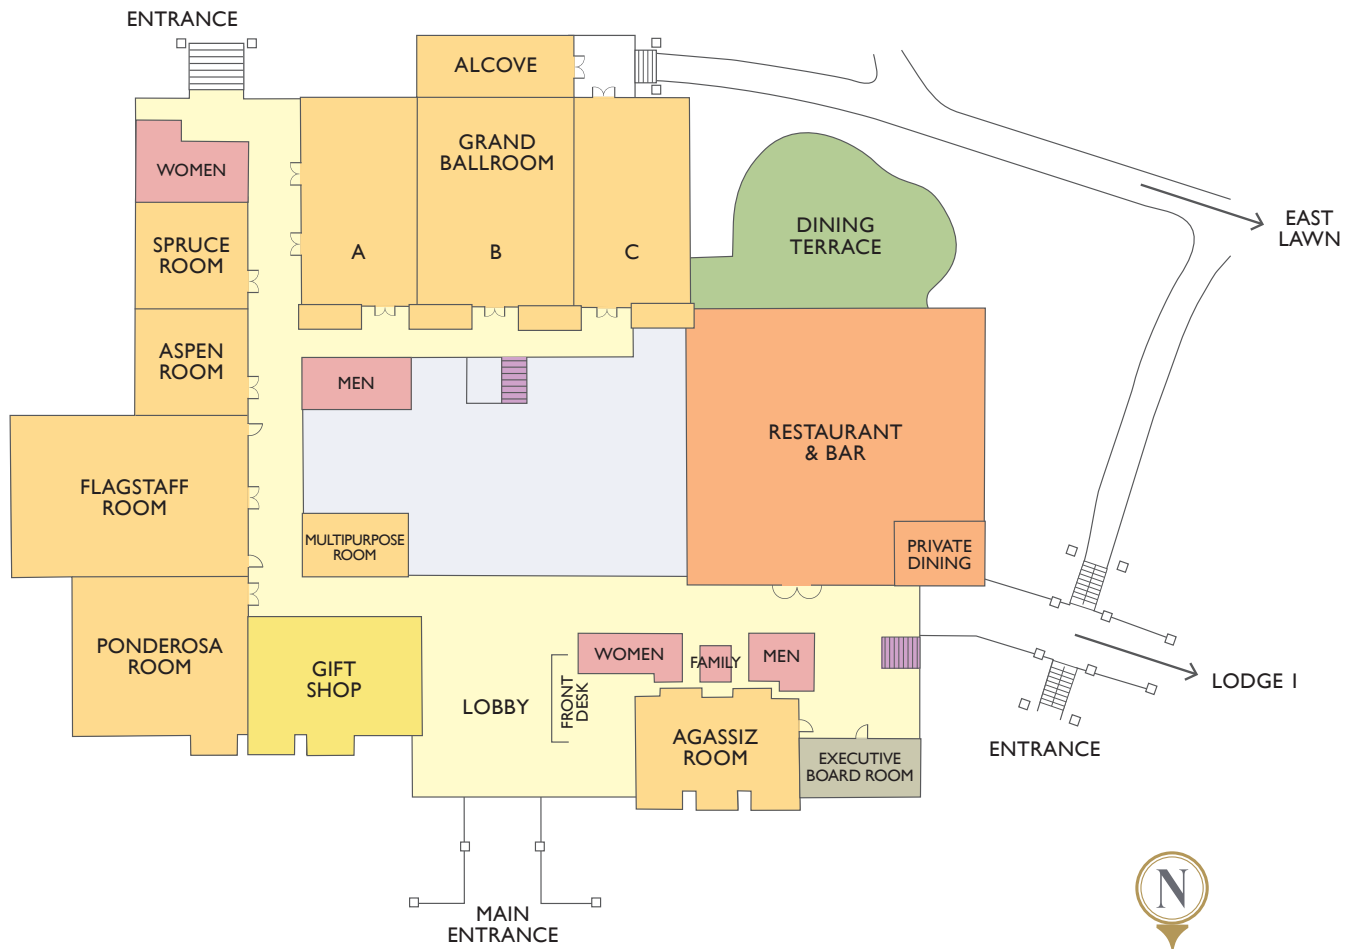 ENTRANCE
ALCOVE
GRAND
BALLROOM
WOMEN
SPRUCE
ROOM
A
B
C
DINING
TERRACE
EAST
LAWN
ASPEN
ROOM
MEN
RESTAURANT
& BAR
FLAGSTAFF
ROOM
MULTIPURPOSE
ROOM
PRIVATE
DINING
PONDEROSA
ROOM
GIFT
SHOP
LOBBY
FRONT
DESK
WOMEN
FAMILY
MEN
LODGE 1
AGASSIZ
ROOM
EXECUTIVE
BOARD ROOM
ENTRANCE
MAIN
ENTRANCE
N